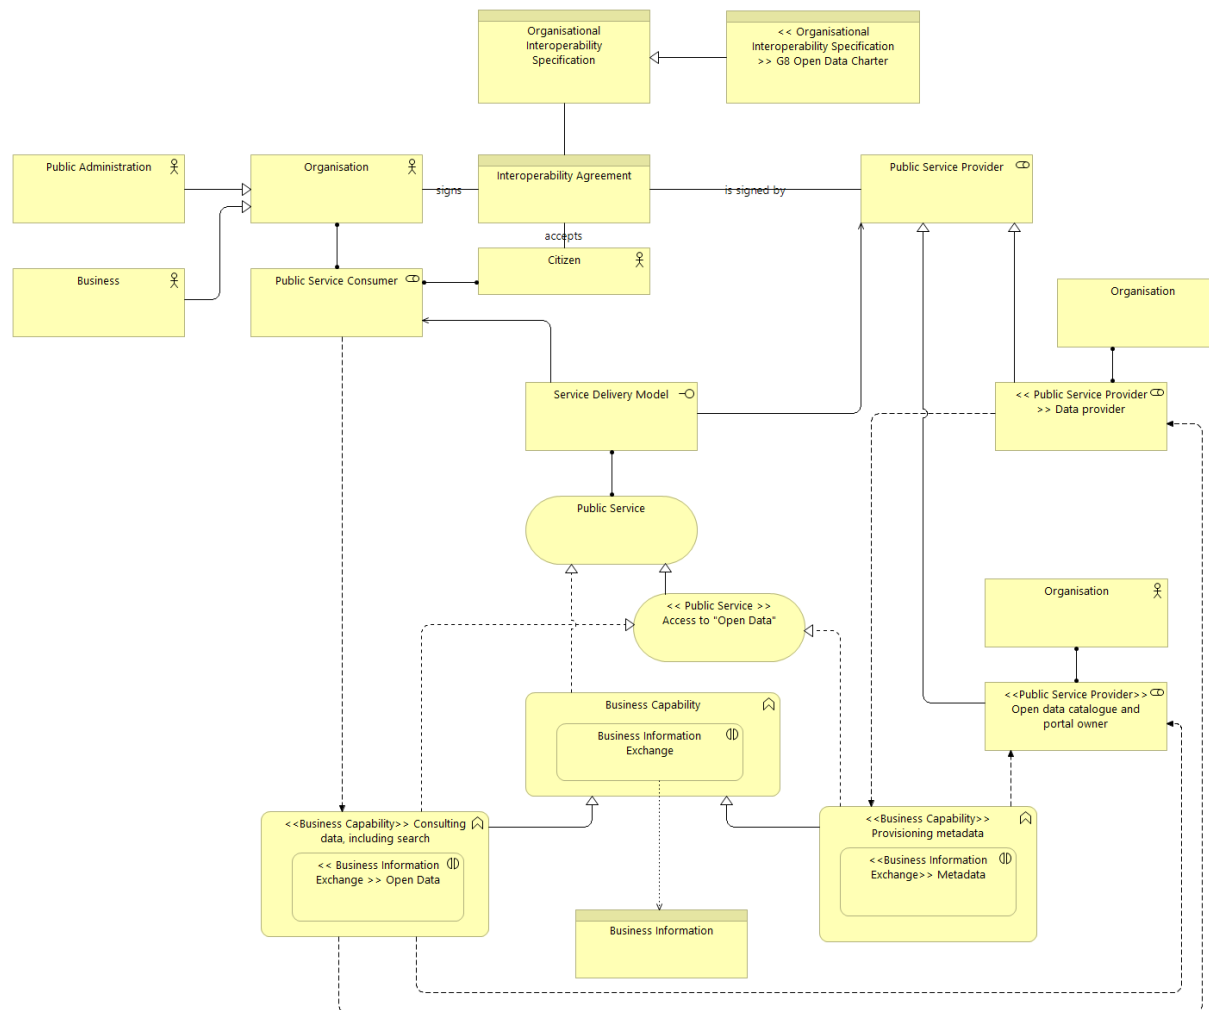 Organisational
Interoperability
Specification
<< Organisational
Interoperability Specification
>> G8 Open Data Charter
Public Administration
Organisation
signs
Interoperability Agreement
is signed by
Public Service Provider
accepts
Business
Public Service Consumer
Citizen
Organisation
Service Delivery Model
<< Public Service Provider
>> Data provider
Public Service
<< Public Service >>
Access to "Open Data"
Organisation
<<Public Service Provider>>
Open data catalogue and
portal owner
Business Capability
Business Information
Exchange
<<Business Capability>> Consulting
data, including search
<< Business Information
Exchange >> Open Data
<<Business Capability>>
Provisioning metadata
<<Business Information
Exchange>> Metadata
Business Information